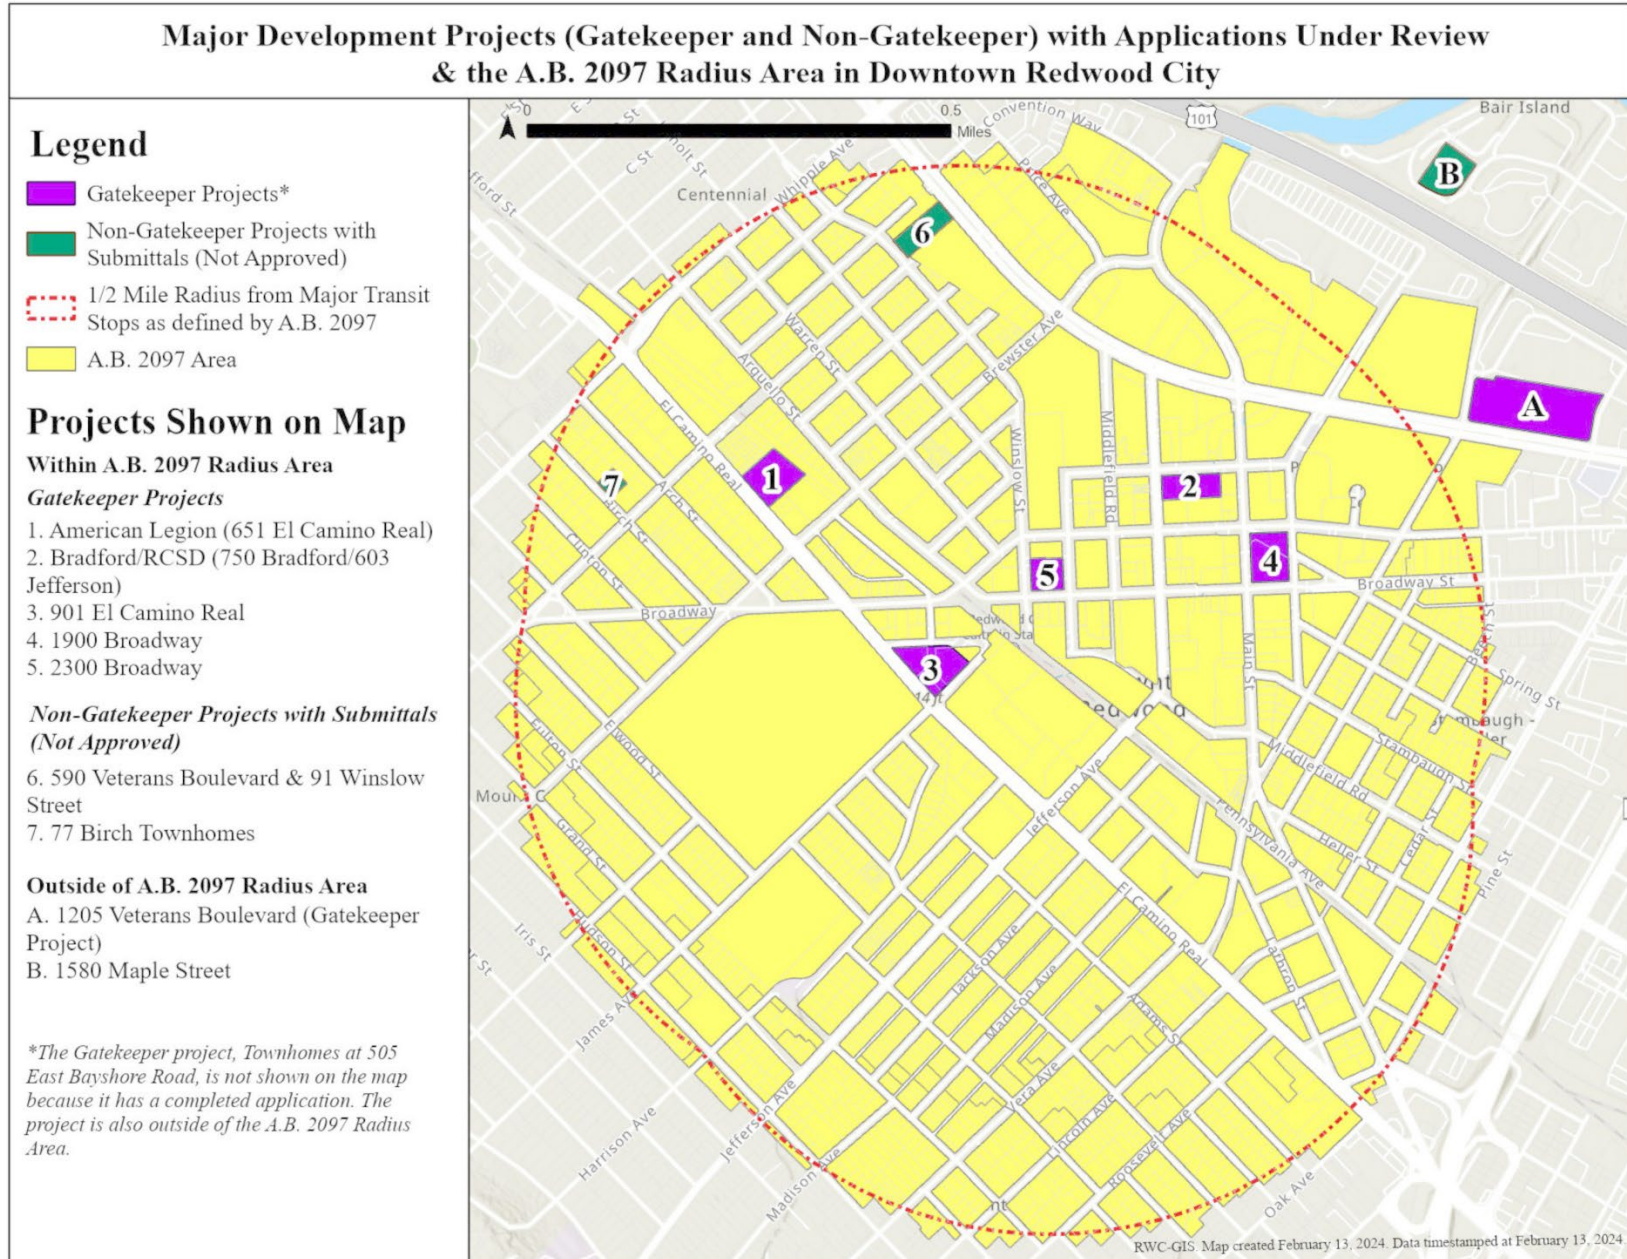 Major Development Projects (Gatekeeper and Non-Gatekeeper) with Applications Under Review
& the A.B. 2097 Radius Area in Downtown Redwood City
Legend
Gatekeeper Projects*
Non-Gatekeeper Projects with
Submittals (Not Approved)
1/2 Mile Radius from Major Transit
Stops as defined by A.B. 2097
A.B. 2097 Area
Projects Shown on Map
Within A.B. 2097 Radius Area
Gatekeeper Projects
1. American Legion (651 El Camino Real)
2. Bradford/RCSD (750 Bradford/603
Jefferson)
3. 901 El Camino Real
4. 1900 Broadway
5. 2300 Broadway
Non-Gatekeeper Projects with Submittals
(Not Approved)
6. 590 Veterans Boulevard & 91 Winslow
Street
7. 77 Birch Townhomes
Outside of A.B. 2097 Radius Area
A. 1205 Veterans Boulevard (Gatekeeper
Project)
B. 1580 Maple Street
*The Gatekeeper project, Townhomes at 505
East Bayshore Road, is not shown on the map
because it has a completed application. The
project is also outside of the A.B. 2097 Radius
Area.
0
0.5
Miles
Convention Way
101
Bair Island
C St
Centennial
Whipple Ave
B
6
Brewster Ave
Warren St
Arguello St
El Camino Real
Middlefield Rd
Winslow St
A
1
2
7
Arch St
Clinton St
5
4
Broadway St
Broadway
3
14 ft
Main St
Spring St
Fulton St
Elwood St
Stambaugh St
Middlefield Rd
Jefferson Ave
Pennsylvania Ave
Heller St
Cedar St
Pine St
Grand St
El Camino Real
Hudson St
Iris St
Jackson Ave
Madison Ave
Lathrop St
Adams St
James Ave
Vera Ave
Lincoln Ave
Roosevelt Ave
Jefferson Ave
Harrison Ave
Madison Ave
Oak Ave
RWC-GIS. Map created February 13, 2024. Data timestamped at February 13, 2024